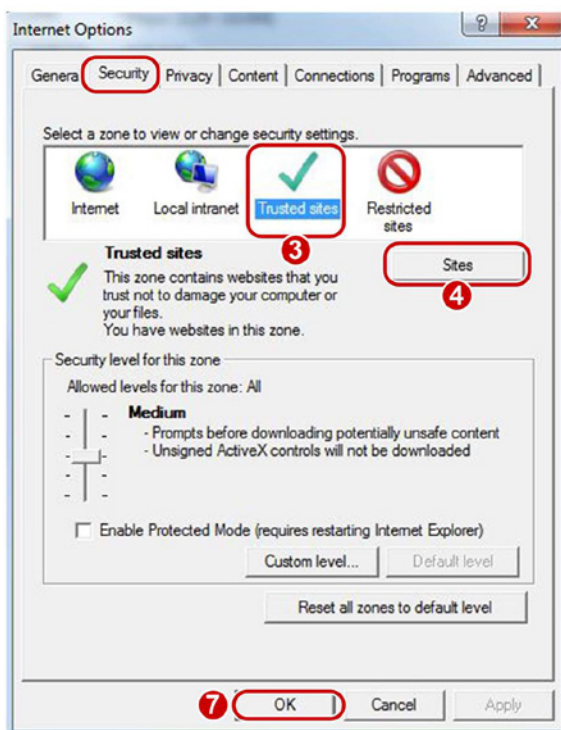 Internet Options
?
X
Genera Security Privacy Content Connections Programs Advanced
Select a zone to view or change security settings.
Internet Local intranet Trusted sites Restricted
sites
3
Trusted sites
Sites
4
This zone contains websites that you
trust not to damage your computer or
your files.
You have websites in this zone.
Security level for this zone
Allowed levels for this zone: All
Medium
- Prompts before downloading potentially unsafe content
- Unsigned ActiveX controls will not be downloaded
Enable Protected Mode (requires restarting Internet Explorer)
Custom level... Default level
Reset all zones to default level
7 OK Cancel Apply